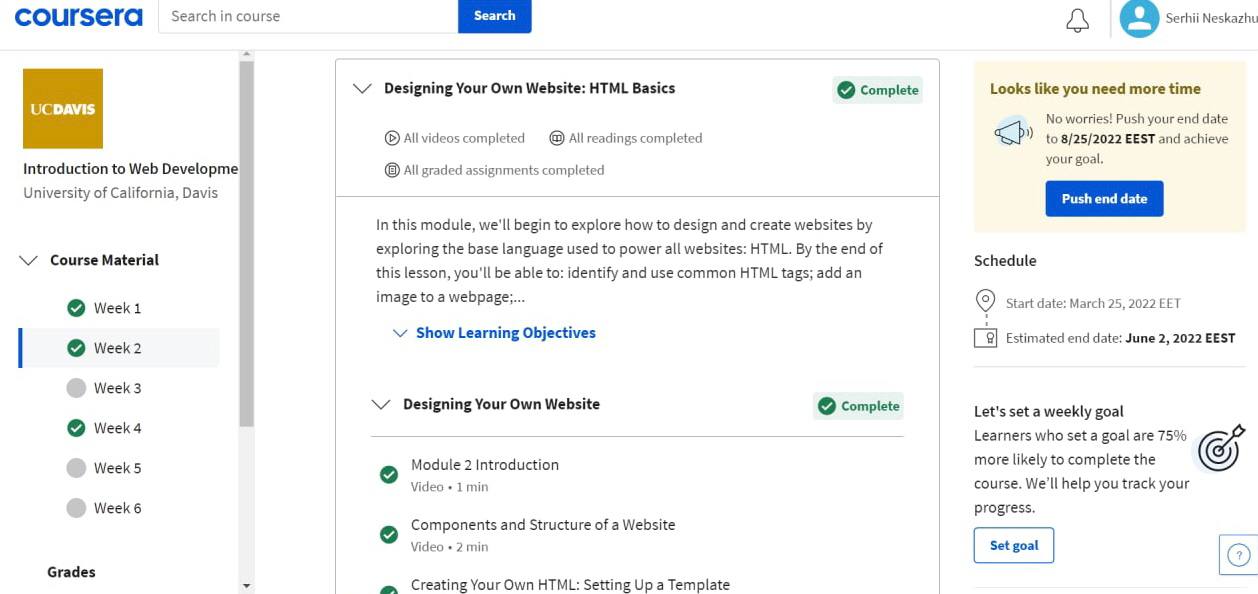 coursera
Search in course
Search
Serhii Neskazhu
UCDAVIS
Introduction to Web Developme
University of California, Davis
Course Material
Week 1
Week 2
Week 3
Week 4
Week 5
Week 6
Grades
Designing Your Own Website: HTML Basics
Complete
All videos completed
All readings completed
All graded assignments completed
In this module, we'll begin to explore how to design and create websites by
exploring the base language used to power all websites: HTML. By the end of
this lesson, you'll be able to: identify and use common HTML tags; add an
image to a webpage;...
Show Learning Objectives
Designing Your Own Website
Complete
Module 2 Introduction
Video • 1 min
Components and Structure of a Website
Video • 2 min
Creating Your Own HTML: Setting Up a Template
Looks like you need more time
No worries! Push your end date
to 8/25/2022 EEST and achieve
your goal.
Push end date
Schedule
Start date: March 25, 2022 EET
Estimated end date: June 2, 2022 EEST
Let's set a weekly goal
Learners who set a goal are 75%
more likely to complete the
course. We'll help you track your
progress.
Set goal
?